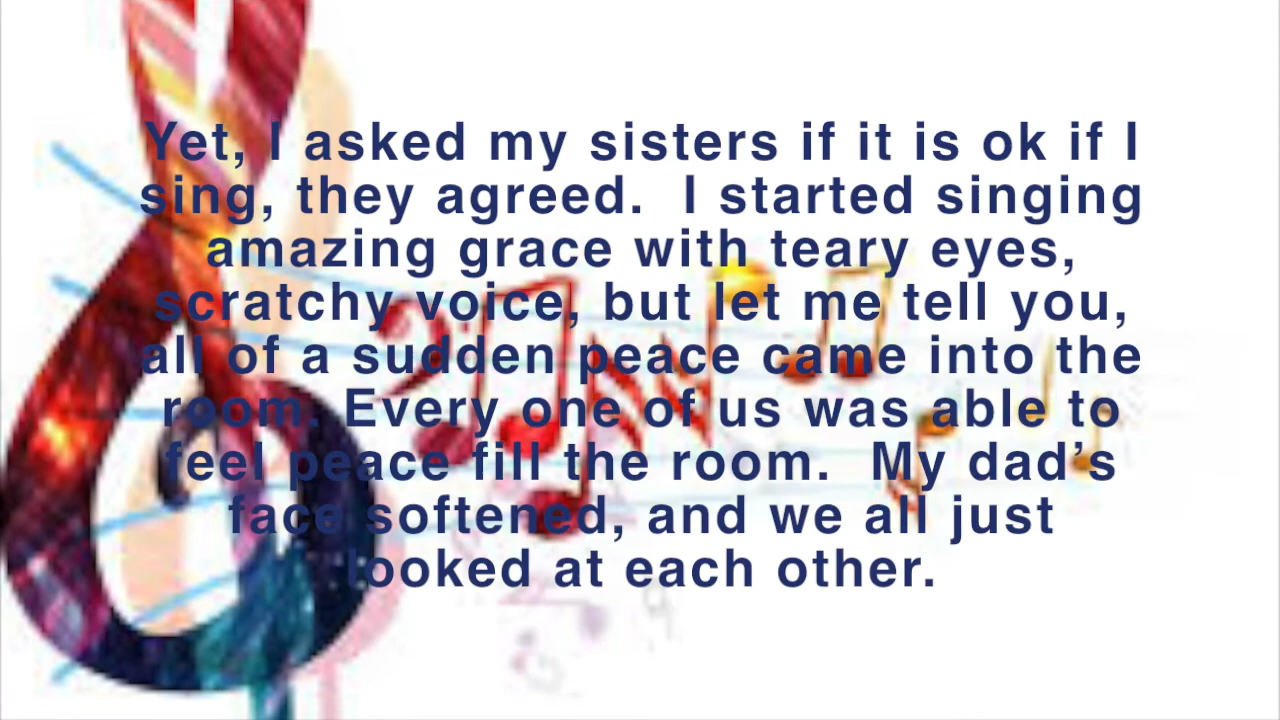 Yet, I asked my sisters if it is ok if I
sing, they agreed.  I started singing
amazing grace with teary eyes,
scratchy voice, but let me tell you,
all of a sudden peace came into the
room. Every one of us was able to
feel peace fill the room.  My dad’s
face softened, and we all just
looked at each other.